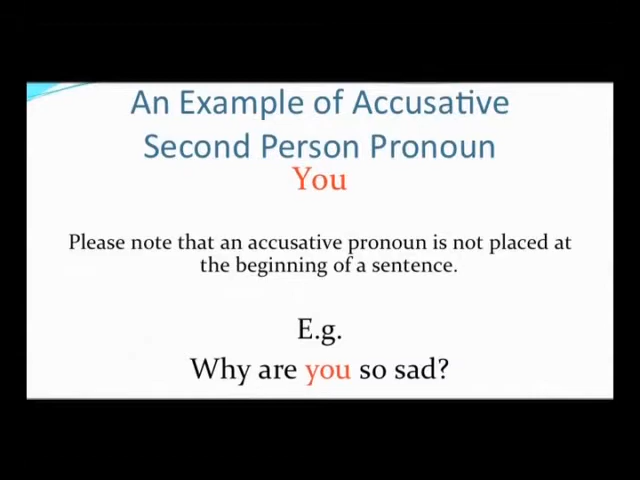 An Example of Accusative
Second Person Pronoun
You
Please note that an accusative pronoun is not placed at
the beginning of a sentence.
E.g.
Why are you so sad?